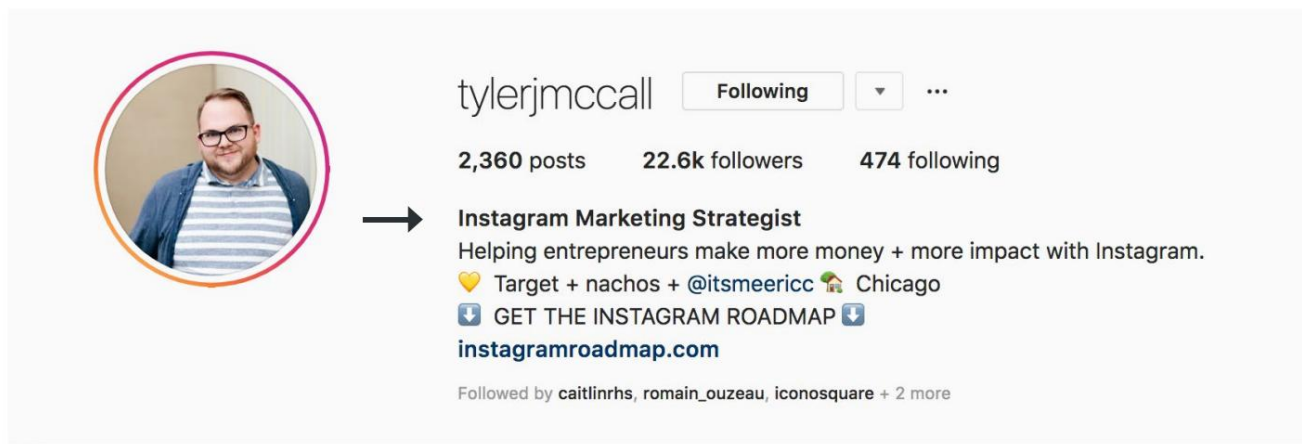 tylerjmccall Following
2,360 posts 22.6k followers 474 following
Instagram Marketing Strategist
Helping entrepreneurs make more money + more impact with Instagram.
💛 Target + nachos + @itsmeericc 🏡 Chicago
⬇️ GET THE INSTAGRAM ROADMAP ⬇️
instagramroadmap.com
Followed by caitlinrhs, romain_ouzeau, iconosquare + 2 more